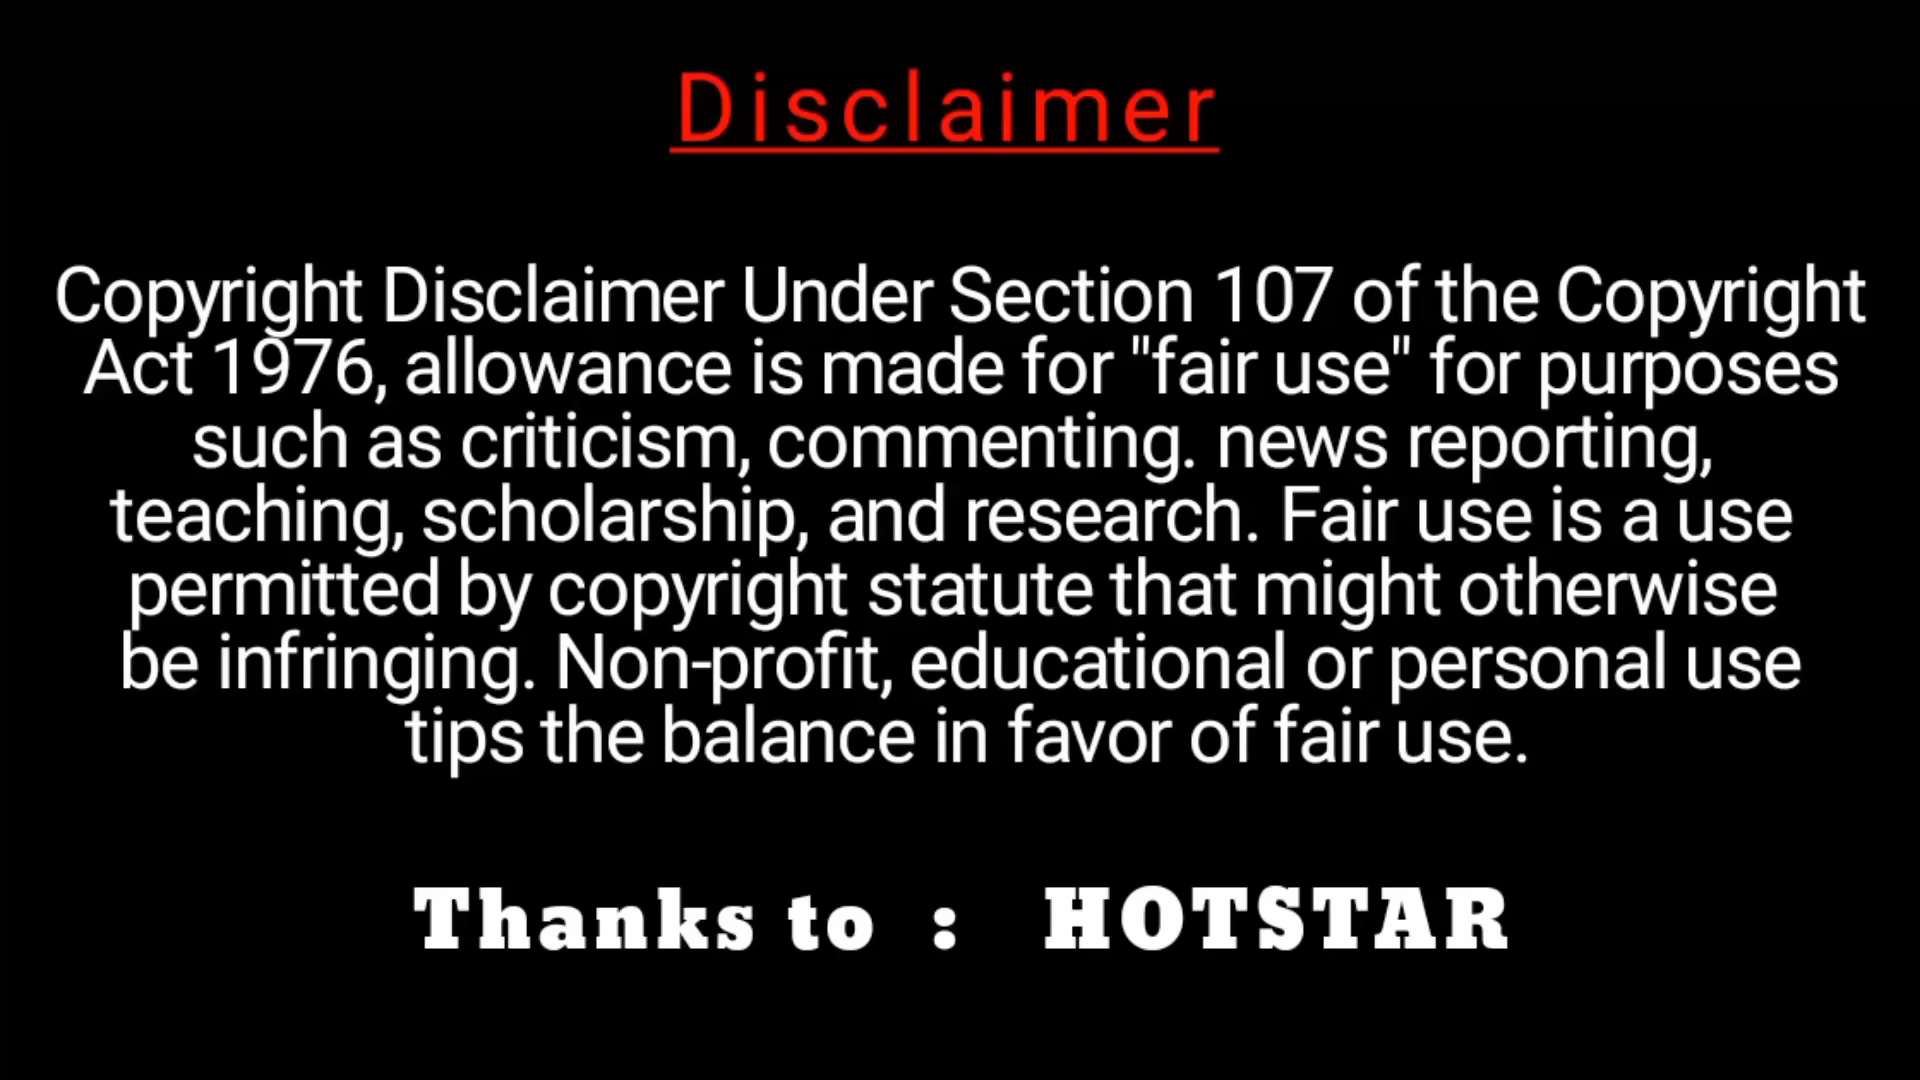 Disclaimer
Copyright Disclaimer Under Section 107 of the Copyright
Act 1976, allowance is made for "fair use" for purposes
such as criticism, commenting. news reporting,
teaching, scholarship, and research. Fair use is a use
permitted by copyright statute that might otherwise
be infringing. Non-profit, educational or personal use
tips the balance in favor of fair use.
Thanks to : HOTSTAR